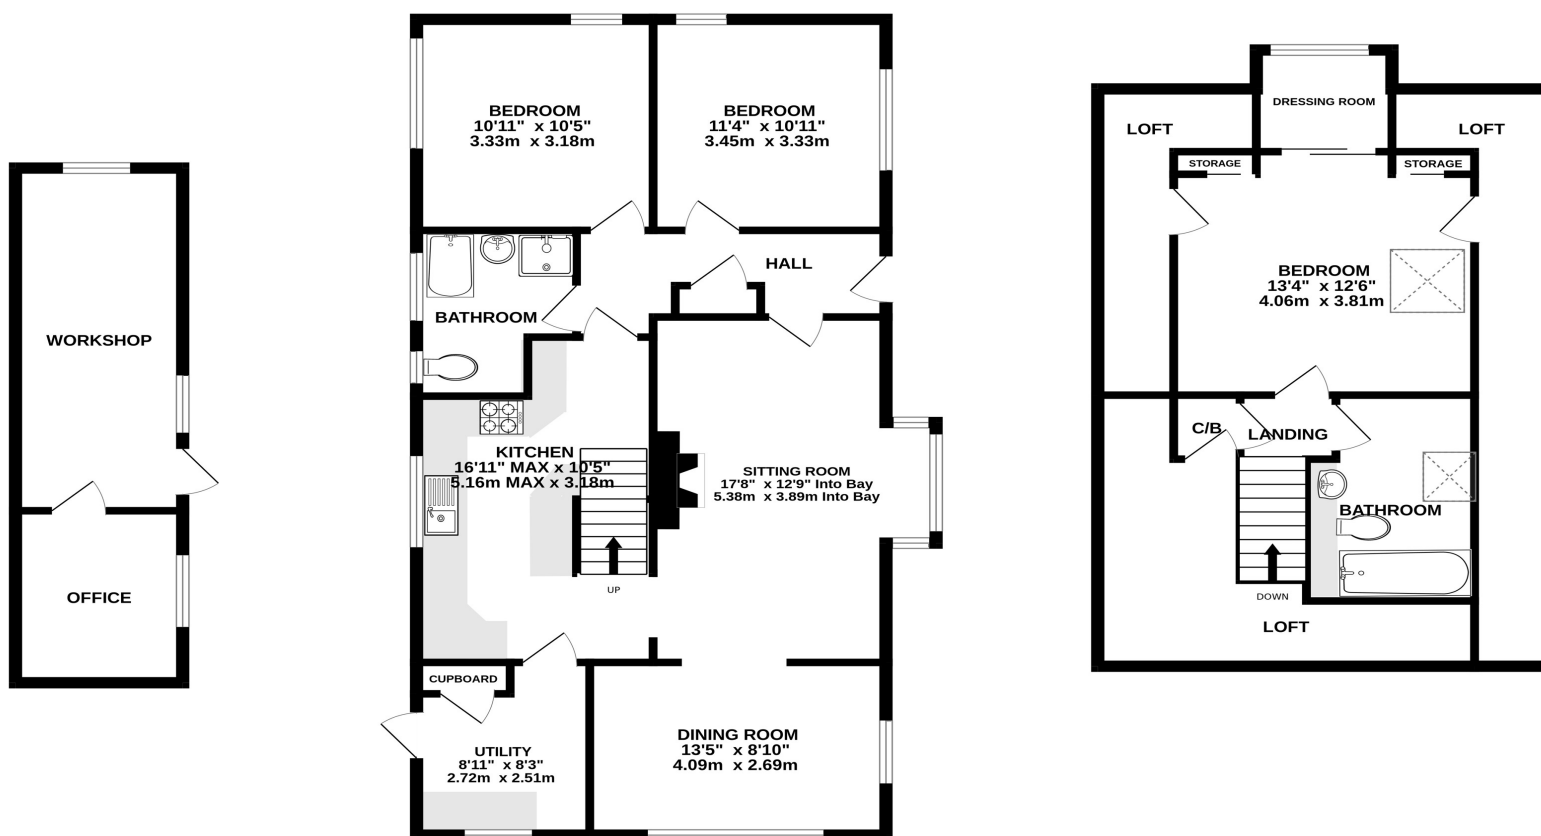 WORKSHOP
OFFICE
BEDROOM
10'11" x 10'5"
3.33m x 3.18m
BEDROOM
11'4" x 10'11"
3.45m x 3.33m
HALL
BATHROOM
KITCHEN
16'11" MAX x 10'5"
5.16m MAX x 3.18m
UP
SITTING ROOM
17'8" x 12'9" Into Bay
5.38m x 3.89m Into Bay
CUPBOARD
UTILITY
8'11" x 8'3"
2.72m x 2.51m
DINING ROOM
13'5" x 8'10"
4.09m x 2.69m
DRESSING ROOM
LOFT
LOFT
STORAGE
STORAGE
BEDROOM
13'4" x 12'6"
4.06m x 3.81m
C/B
LANDING
BATHROOM
DOWN
LOFT